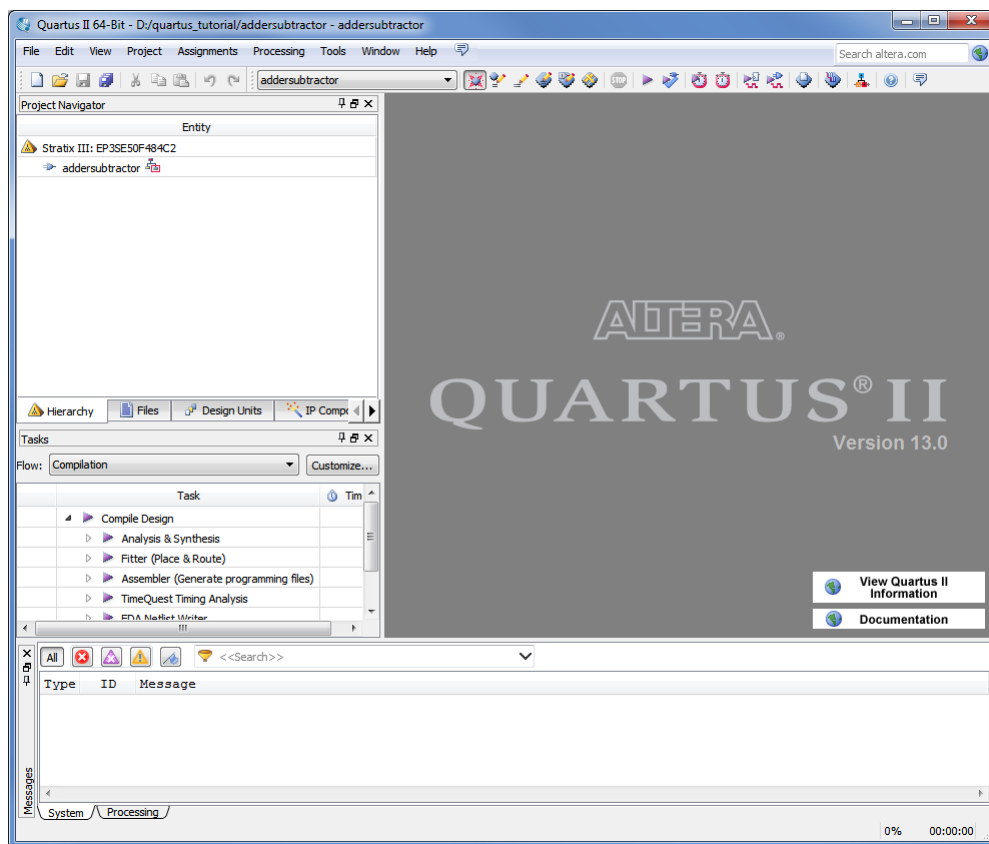 Quartus II 64-Bit - D:/quartus_tutorial/addersubtractor - addersubtractor
File Edit View Project Assignments Processing Tools Window Help
Search altera.com
addersubtractor
STOP
Project Navigator
Entity
Stratix III: EP3SE50F484C2
addersubtractor
Hierarchy Files Design Units IP Compo
Tasks
Flow: Compilation Customize...
Task Tim
Compile Design
Analysis & Synthesis
Fitter (Place & Route)
Assembler (Generate programming files)
TimeQuest Timing Analysis
EDA Netlist Writer
ALTERA®
QUARTUS® II
Version 13.0
View Quartus II
Information
Documentation
All <<Search>>
Type ID Message
Messages
System Processing
0% 00:00:00